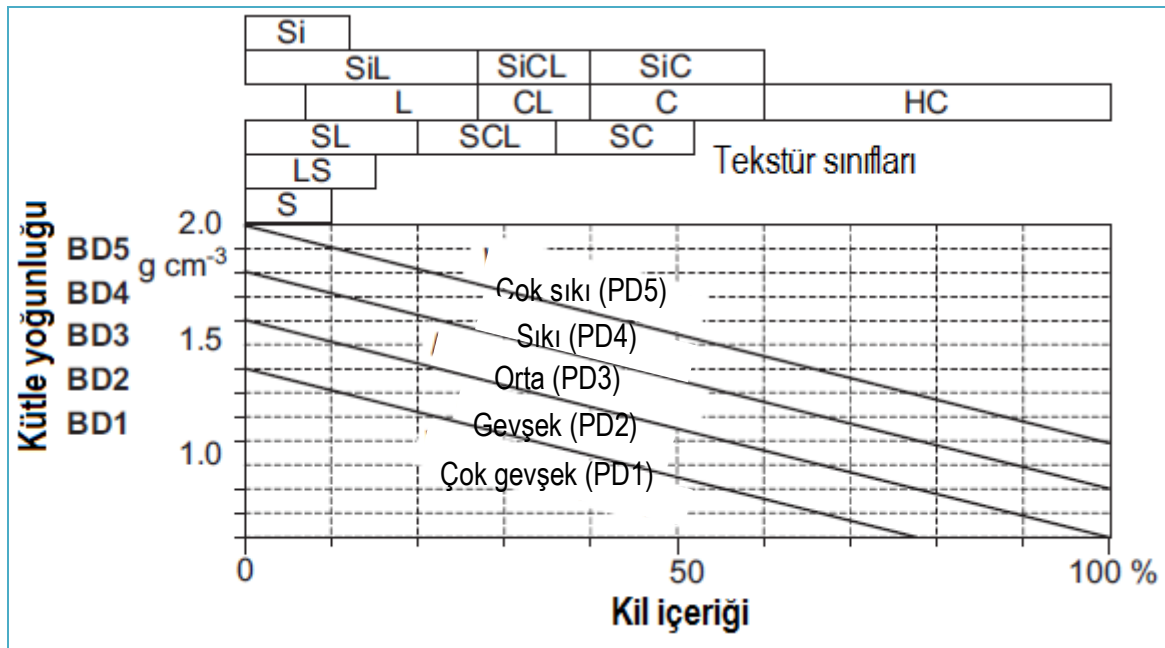 Si
SiL SiCL SiC
L CL C HC
SL SCL SC
Tekstür sınıfları
LS
S
Kütle yoğunluğu
2.0
BD5
g cm-3
BD4
BD3
1.5
BD2
BD1
1.0
Çok sıkı (PD5)
Sıkı (PD4)
Orta (PD3)
Gevşek (PD2)
Çok gevşek (PD1)
0 50 100 %
Kil içeriği